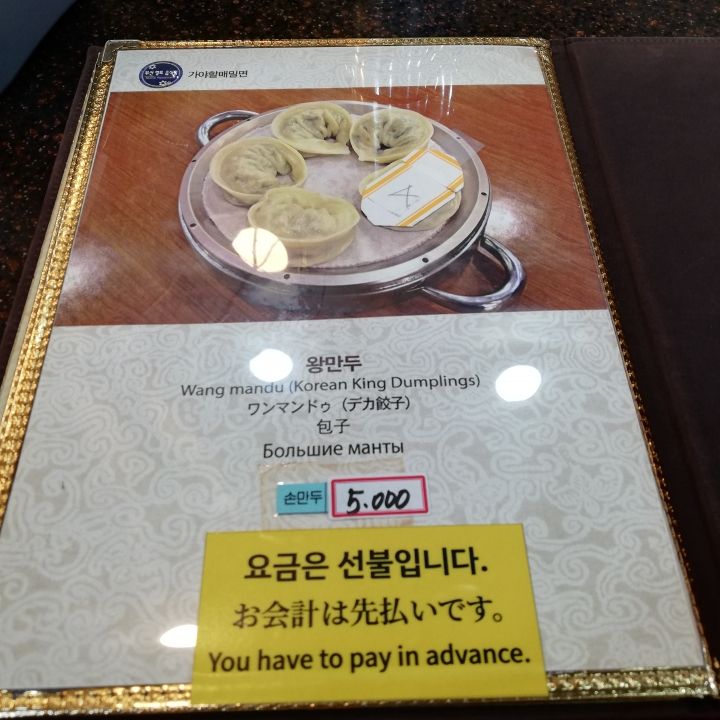 가야할매밀면
왕만두
Wang mandu (Korean King Dumplings)
ワンマンドゥ（デカ餃子）
包子
Большие манты
손만두 5.000
요금은 선불입니다.
お会計は先払いです。
You have to pay in advance.